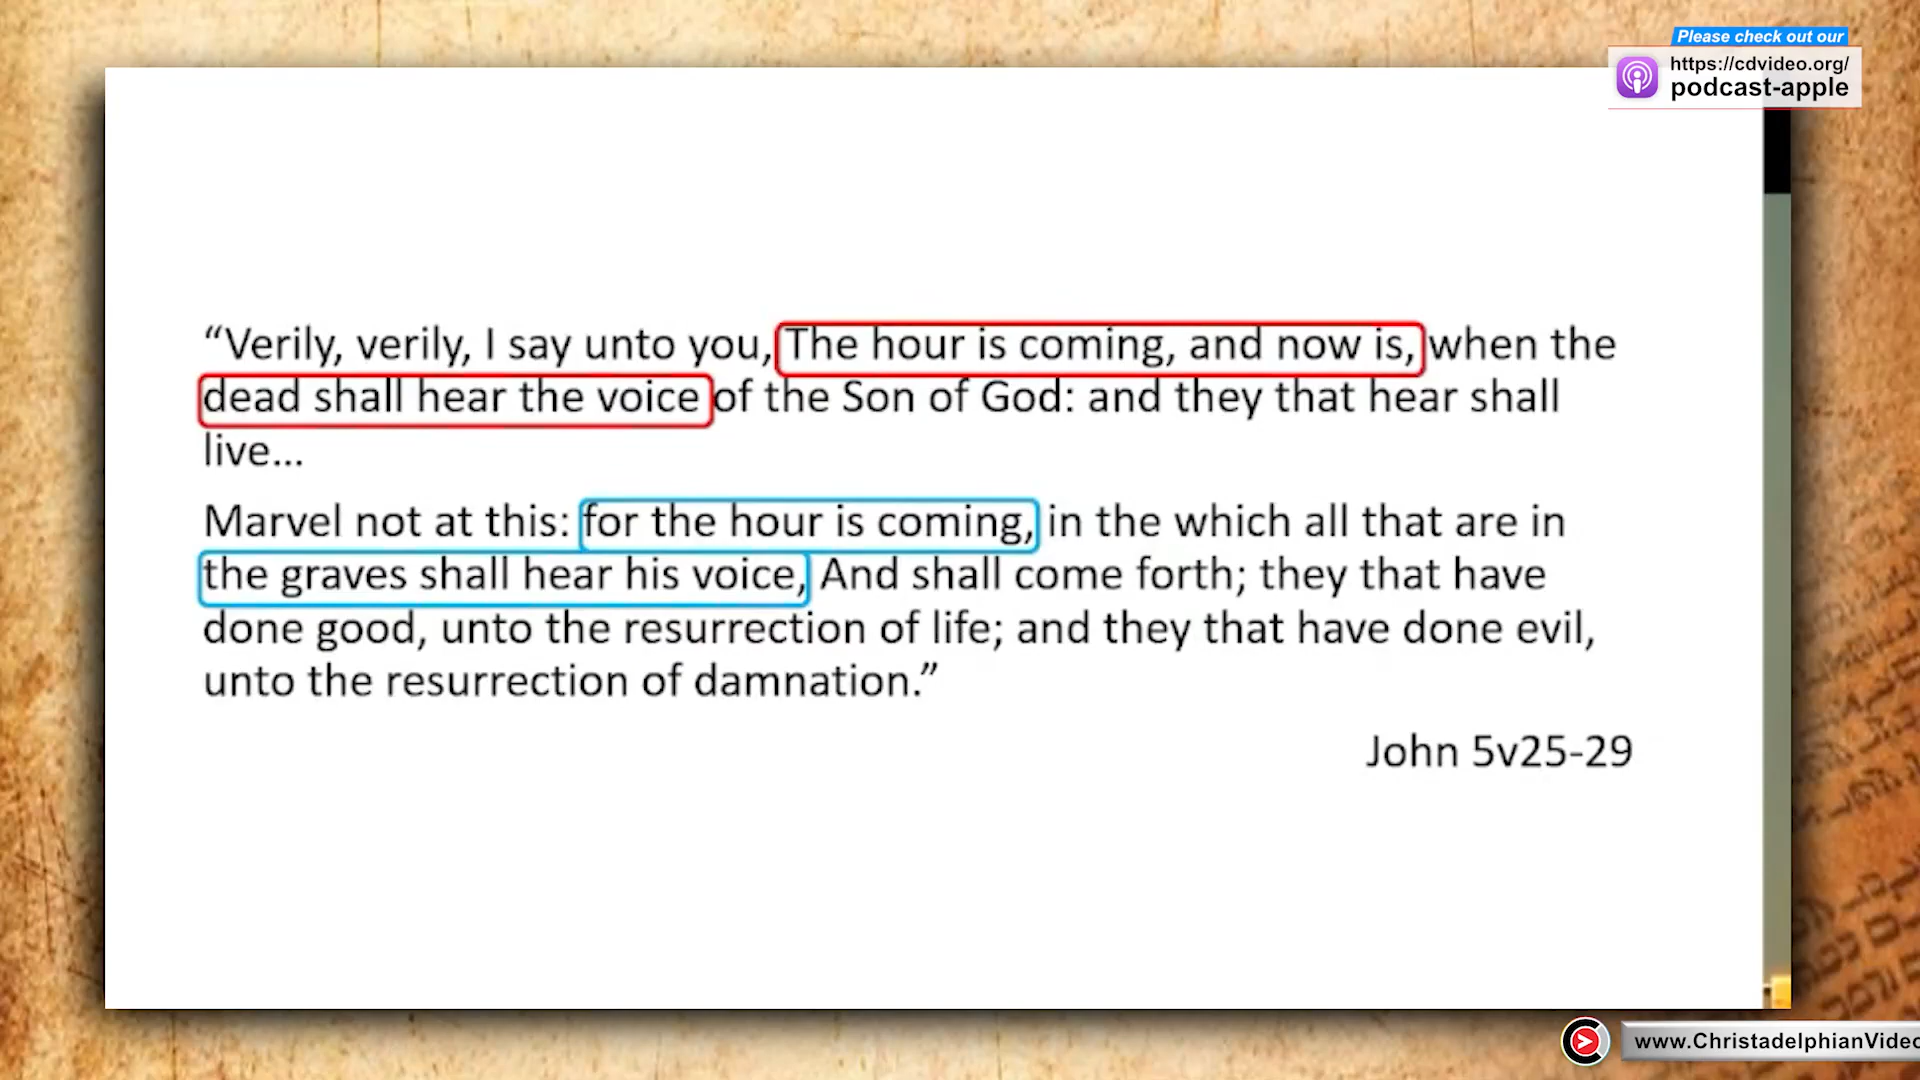 Please check out our
https://cdvideo.org/
podcast-apple
“Verily, verily, I say unto you, The hour is coming, and now is, when the
dead shall hear the voice of the Son of God: and they that hear shall
live...
Marvel not at this: for the hour is coming, in the which all that are in
the graves shall hear his voice, And shall come forth; they that have
done good, unto the resurrection of life; and they that have done evil,
unto the resurrection of damnation.”
John 5v25-29
www.ChristadelphianVideo